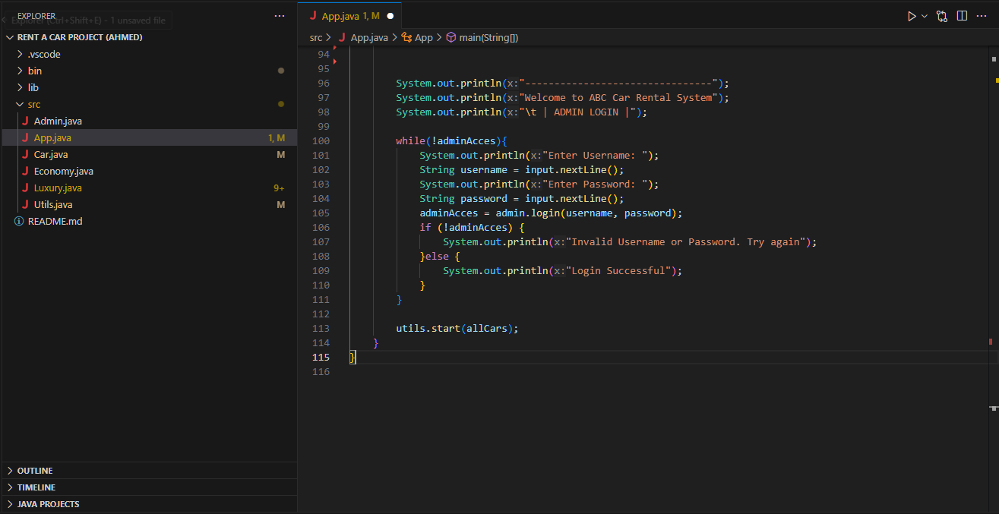 EXPLORER
Explorer (Ctrl+Shift+E) - 1 unsaved file
RENT A CAR PROJECT (AHMED)
.vscode
bin
lib
src
J Admin.java
J App.java 1, M
J Car.java M
J Economy.java
J Luxury.java 9+
J Utils.java M
README.md
OUTLINE
TIMELINE
JAVA PROJECTS
J App.java 1, M
src > J App.java > App > main(String[])
94
95
96 System.out.println(x:"--------------------------------");
97 System.out.println(x:"Welcome to ABC Car Rental System");
98 System.out.println(x:"\t | ADMIN LOGIN |");
99
100 while(!adminAcces){
101 System.out.println(x:"Enter Username: ");
102 String username = input.nextLine();
103 System.out.println(x:"Enter Password: ");
104 String password = input.nextLine();
105 adminAcces = admin.login(username, password);
106 if (!adminAcces) {
107 System.out.println(x:"Invalid Username or Password. Try again");
108 }else {
109 System.out.println(x:"Login Successful");
110 }
111 }
112
113 utils.start(allCars);
114 }
115 }
116